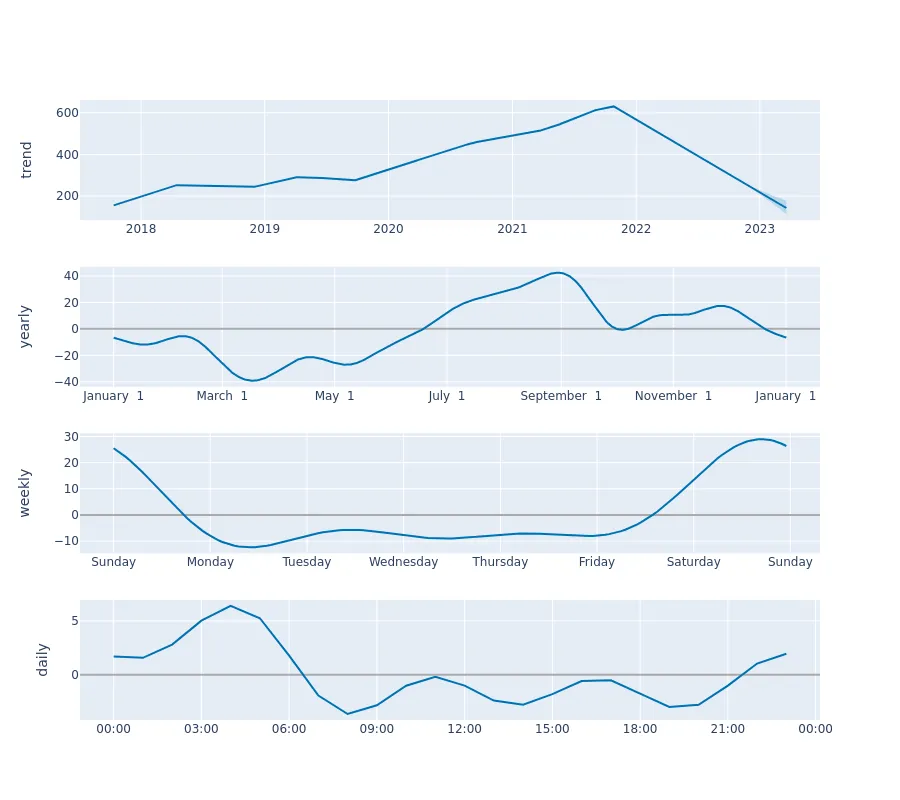 trend
600
400
200
2018 2019 2020 2021 2022 2023
yearly
40
20
0
−20
−40
January 1 March 1 May 1 July 1 September 1 November 1 January 1
weekly
30
20
10
0
−10
Sunday Monday Tuesday Wednesday Thursday Friday Saturday Sunday
daily
5
0
00:00 03:00 06:00 09:00 12:00 15:00 18:00 21:00 00:00